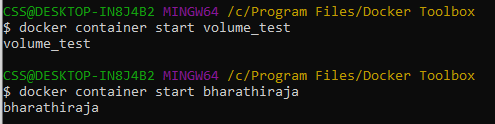 CSS@DESKTOP-IN8J4B2 MINGW64 /c/Program Files/Docker Toolbox
$ docker container start volume_test
volume_test
CSS@DESKTOP-IN8J4B2 MINGW64 /c/Program Files/Docker Toolbox
$ docker container start bharathiraja
bharathiraja